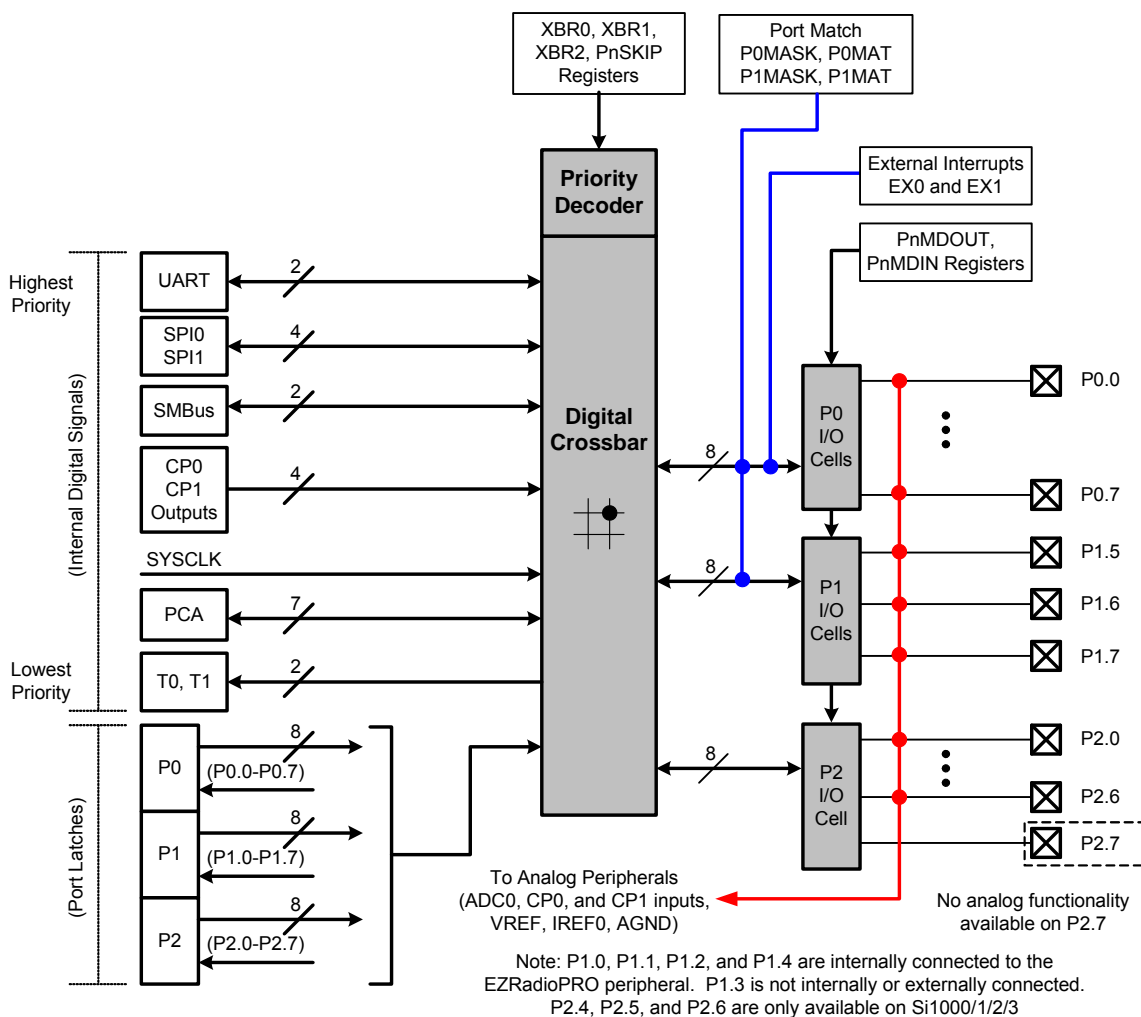 XBR0, XBR1,
XBR2, PnSKIP
Registers
Port Match
P0MASK, P0MAT
P1MASK, P1MAT
External Interrupts
EX0 and EX1
PnMDOUT,
PnMDIN Registers
Priority
Decoder
Digital
Crossbar
Highest
Priority
(Internal Digital Signals)
Lowest
Priority
UART
2
SPI0
SPI1
4
SMBus
2
CP0
CP1
Outputs
4
SYSCLK
PCA
7
T0, T1
2
(Port Latches)
P0
8
(P0.0-P0.7)
P1
8
(P1.0-P1.7)
P2
8
(P2.0-P2.7)
8
P0
I/O
Cells
P0.0
P0.7
8
P1
I/O
Cells
P1.5
P1.6
P1.7
8
P2
I/O
Cell
P2.0
P2.6
P2.7
To Analog Peripherals
(ADC0, CP0, and CP1 inputs,
VREF, IREF0, AGND)
No analog functionality
available on P2.7
Note: P1.0, P1.1, P1.2, and P1.4 are internally connected to the
EZRadioPRO peripheral. P1.3 is not internally or externally connected.
P2.4, P2.5, and P2.6 are only available on Si1000/1/2/3